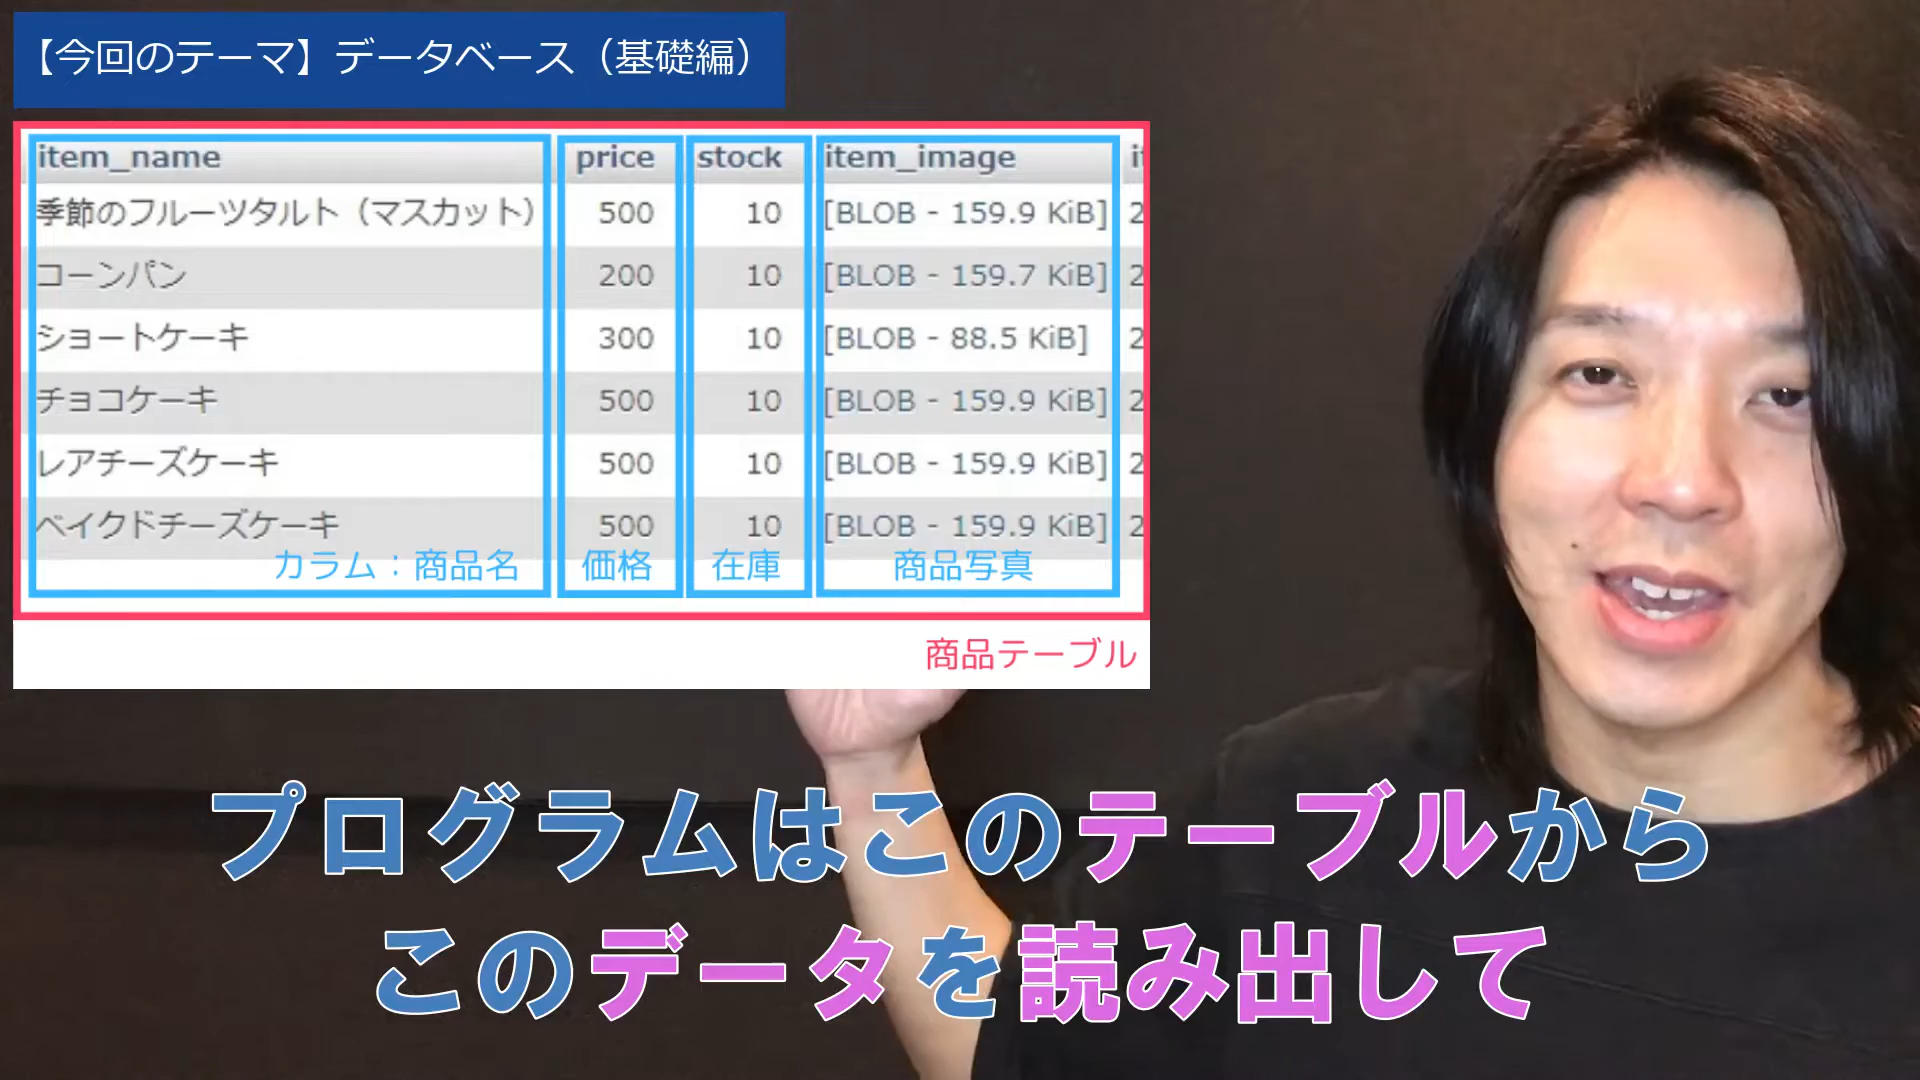 【今回のテーマ】データベース（基礎編）
item_name price stock item_image
季節のフルーツタルト（マスカット） 500 10 [BLOB - 159.9 KiB] 2
コーンパン 200 10 [BLOB - 159.7 KiB] 2
ショートケーキ 300 10 [BLOB - 88.5 KiB] 2
チョコケーキ 500 10 [BLOB - 159.9 KiB] 2
レアチーズケーキ 500 10 [BLOB - 159.9 KiB] 2
ベイクドチーズケーキ 500 10 [BLOB - 159.9 KiB] 2
カラム：商品名 価格 在庫 商品写真
商品テーブル
プログラムはこのテーブルから
このデータを読み出して